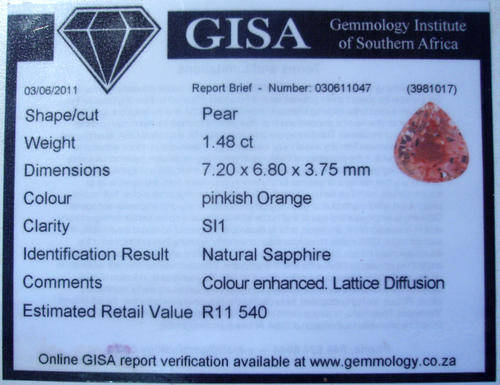 GISA
Gemmology Institute
of Southern Africa
03/06/2011 Report Brief - Number: 030611047 (3981017)
Shape/cut Pear
Weight 1.48 ct
Dimensions 7.20 x 6.80 x 3.75 mm
Colour pinkish Orange
Clarity SI1
Identification Result Natural Sapphire
Comments Colour enhanced. Lattice Diffusion
Estimated Retail Value R11 540
Online GISA report verification available at www.gemmology.co.za